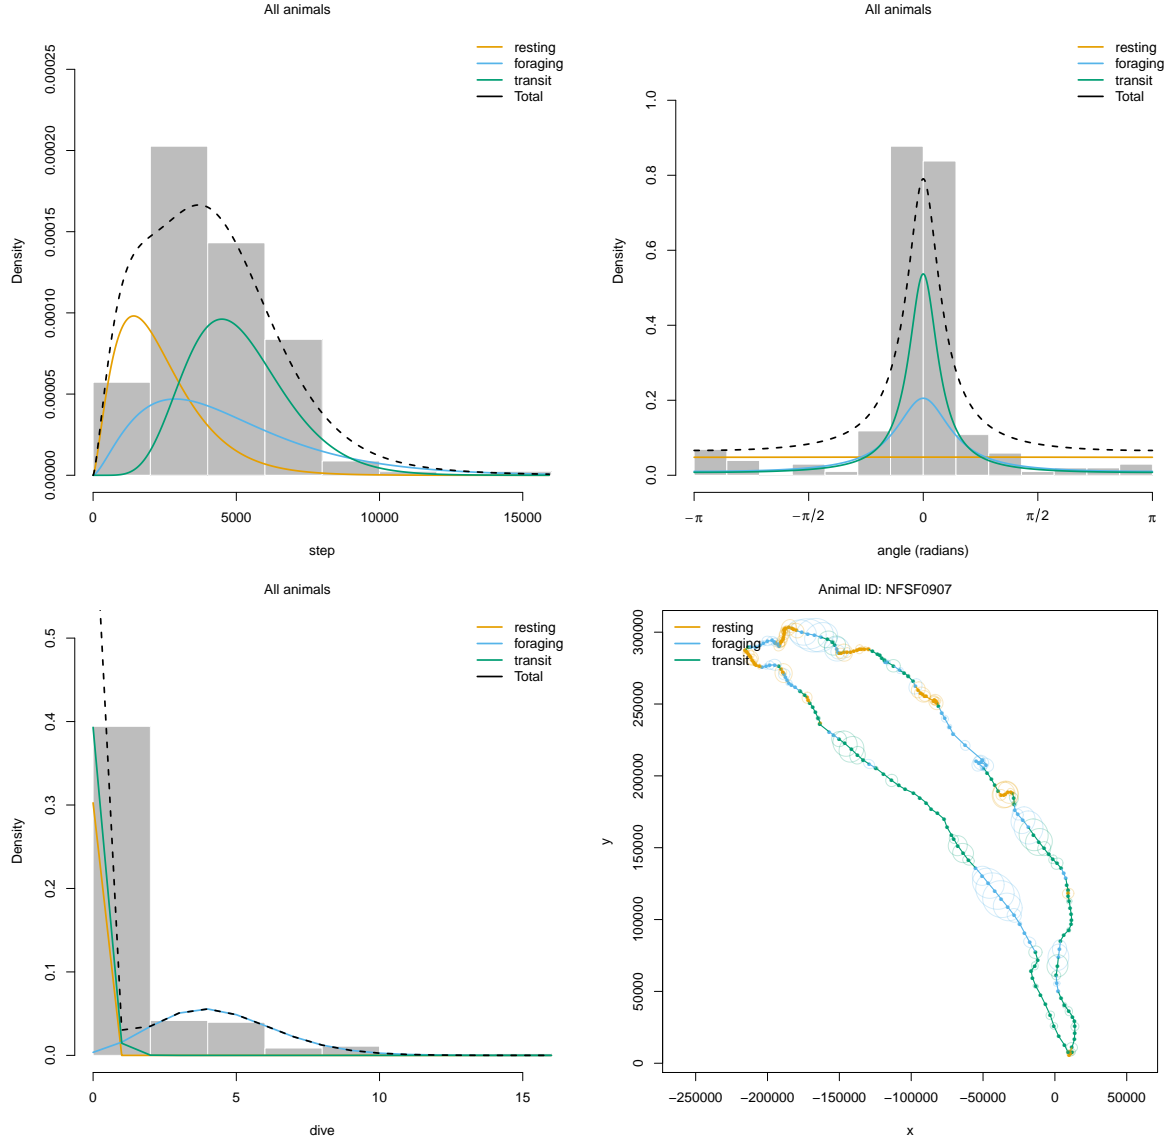 All animals
resting
foraging
transit
Total
0.00025
0.00020
0.00015
0.00010
0.00005
0.00000
Density
0 5000 10000 15000
step
All animals
resting
foraging
transit
Total
1.0
0.8
0.6
0.4
0.2
0.0
Density
−π −π/2 0 π/2 π
angle (radians)
All animals
resting
foraging
transit
Total
0.5
0.4
0.3
0.2
0.1
0.0
Density
0 5 10 15
dive
Animal ID: NFSF0907
resting
foraging
transit
300000
250000
200000
150000
100000
50000
0
y
−250000 −200000 −150000 −100000 −50000 0 50000
x